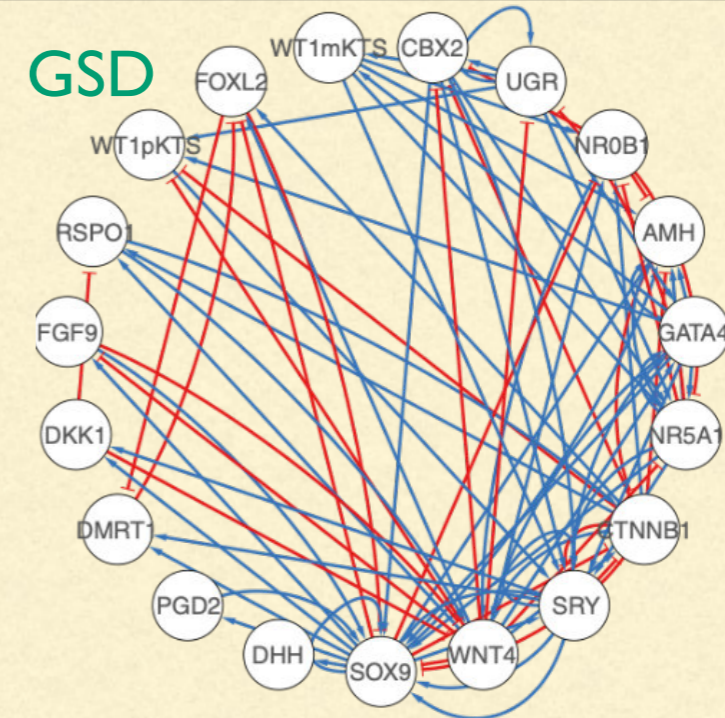 GSD
WT1mKTS
CBX2
UGR
FOXL2
NR0B1
WT1pKTS
AMH
RSPO1
GATA4
FGF9
NR5A1
DKK1
CTNNB1
DMRT1
SRY
PGD2
WNT4
DHH
SOX9